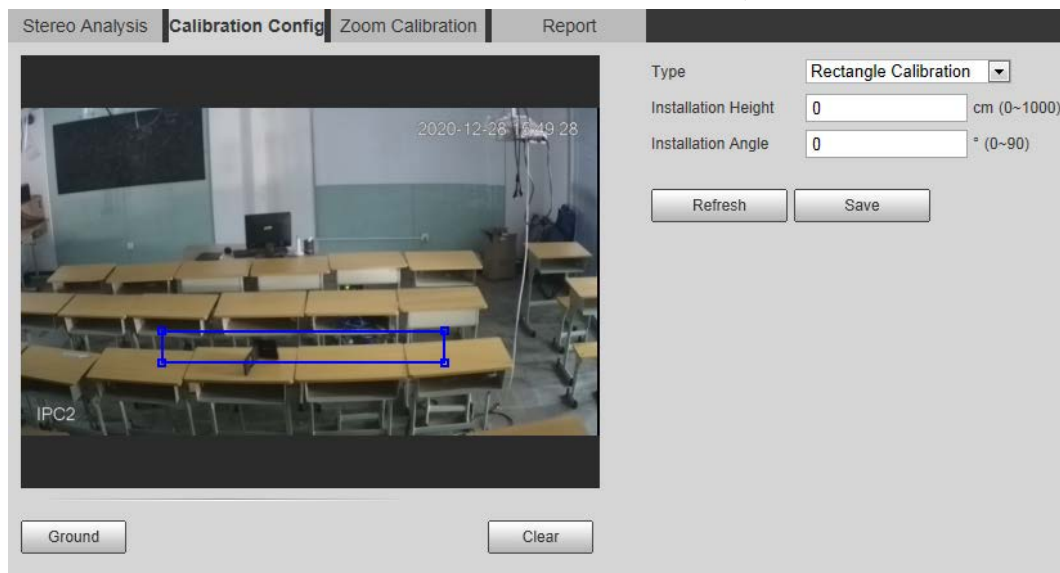 Stereo Analysis Calibration Config Zoom Calibration Report
Type Rectangle Calibration
Installation Height 0 cm (0~1000)
Installation Angle 0 ° (0~90)
Refresh Save
2020-12-28
IPC2
Ground Clear